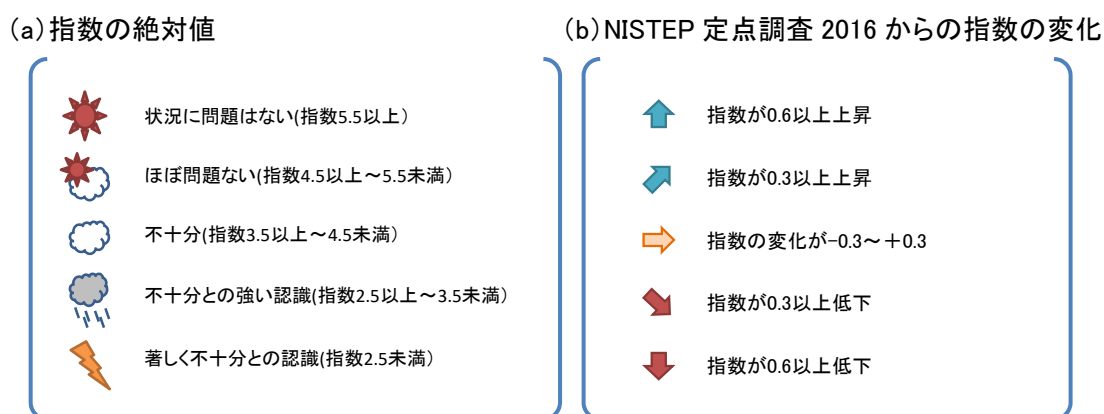 (a)指数の絶対値
状況に問題はない(指数5.5以上)
ほぼ問題ない(指数4.5以上～5.5未満)
不十分(指数3.5以上～4.5未満)
不十分との強い認識(指数2.5以上～3.5未満)
著しく不十分との認識(指数2.5未満)
(b)NISTEP 定点調査 2016 からの指数の変化
指数が0.6以上上昇
指数が0.3以上上昇
指数の変化が-0.3～+0.3
指数が0.3以上低下
指数が0.6以上低下